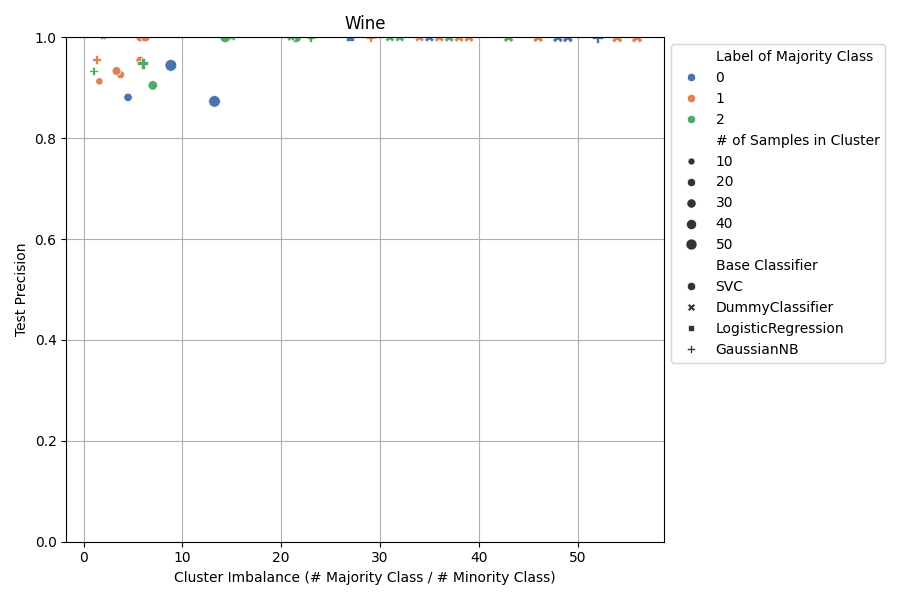 Wine
1.0
0.8
0.6
0.4
0.2
0.0
Test Precision
0
10
20
30
40
50
Cluster Imbalance (# Majority Class / # Minority Class)
Label of Majority Class
0
1
2
# of Samples in Cluster
10
20
30
40
50
Base Classifier
SVC
DummyClassifier
LogisticRegression
GaussianNB